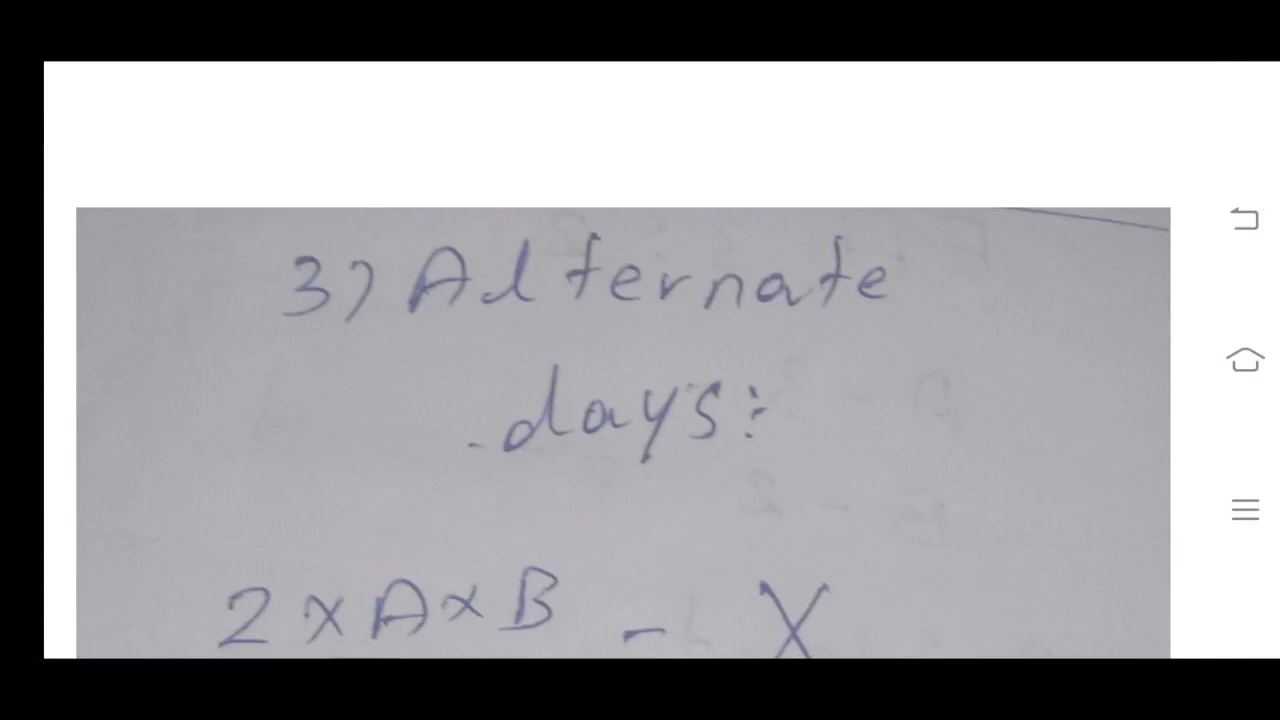 3) Alternate
days:-
2 x A x B - X